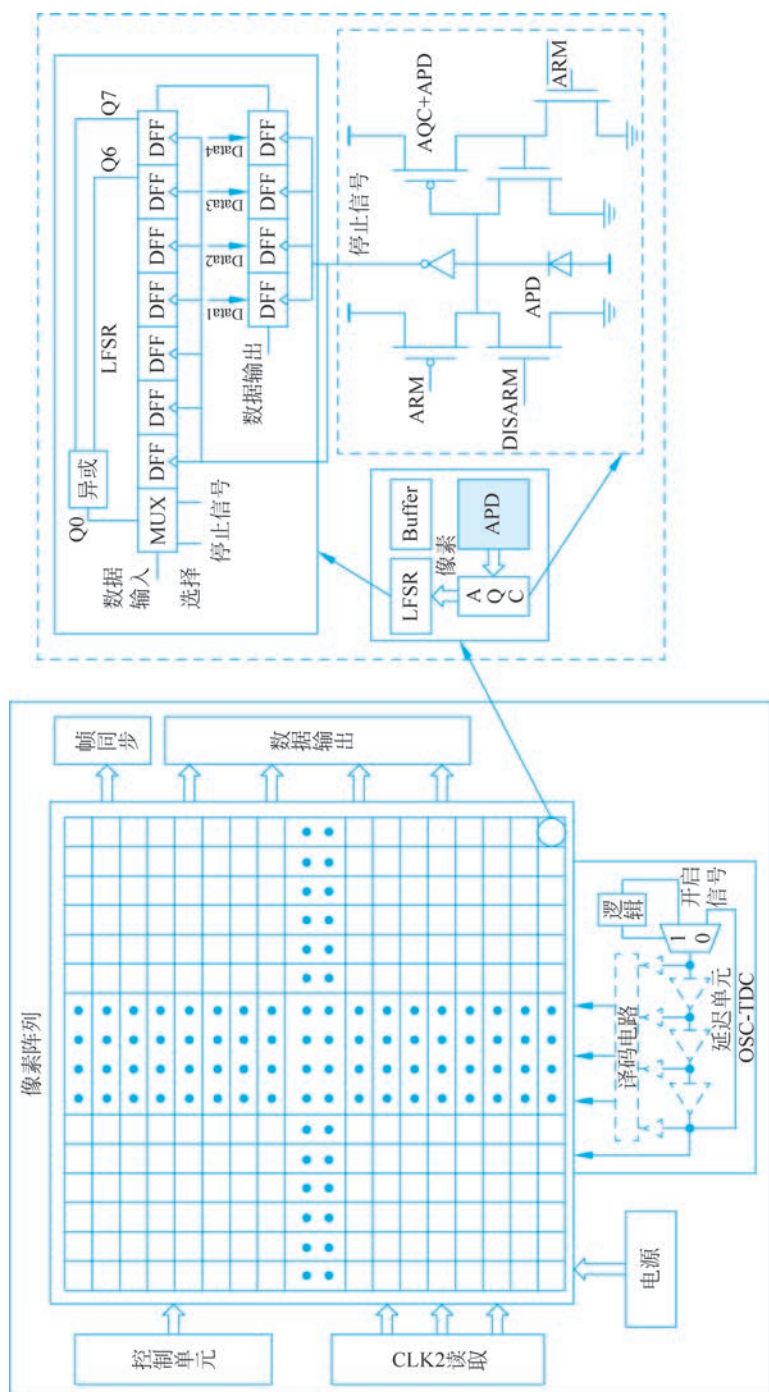 像素阵列
控制单元
CLK2读取
电源
帧同步
数据输出
逻辑
开启信号
1
0
译码电路
延迟单元
OSC-TDC
Q0
异或
LFSR
Q6
Q7
数据输入
MUX
DFF
DFF
DFF
DFF
DFF
DFF
DFF
选择
停止信号
Data1
Data2
Data3
Data4
数据输出
DFF
DFF
DFF
DFF
停止信号
LFSR
Buffer
像素
AQC
APD
AQC+APD
ARM
DISARM
APD
ARM